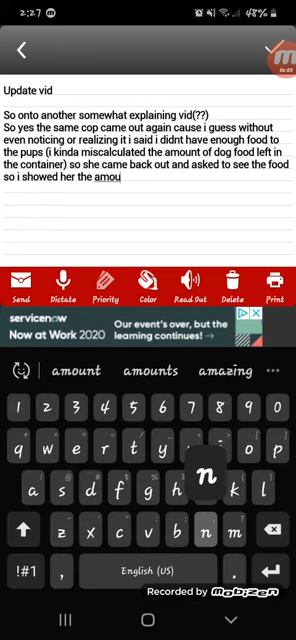 2:27
48%
Update vid
So onto another somewhat explaining vid(??)
So yes the same cop came out again cause i guess without
even noticing or realizing it i said i didnt have enough food to
the pups (i kinda miscalculated the amount of dog food left in
the container) so she came back out and asked to see the food
so i showed her the amou
Send Dictate Priority Color Read Out Delete Print
servicenow
Now at Work 2020
Our event's over, but the
learning continues! →
amount amounts amazing
1 2 3 4 5 6 7 8 9 0
q w e r t y i o p
a s d f g h k l
n
z x c v b n m
!#1 , English (US) .
Recorded by mobizen